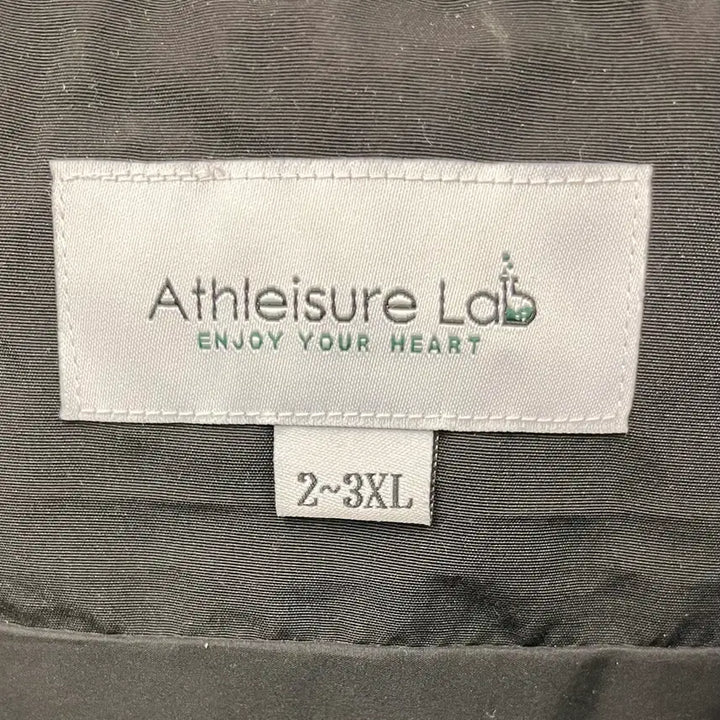 Athleisure Lab
ENJOY YOUR HEART
2~3XL